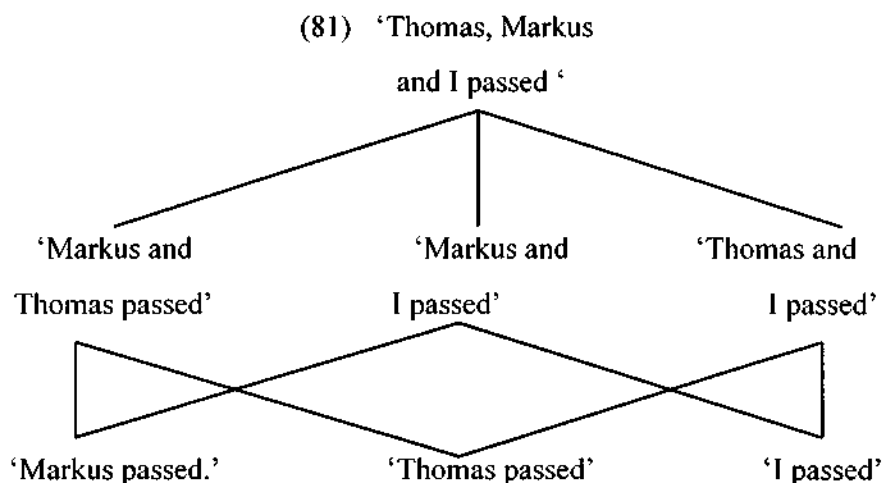 (81) ‘Thomas, Markus
and I passed ‘
‘Markus and ‘Markus and ‘Thomas and
Thomas passed’ I passed’ I passed’
‘Markus passed.’ ‘Thomas passed’ ‘I passed’